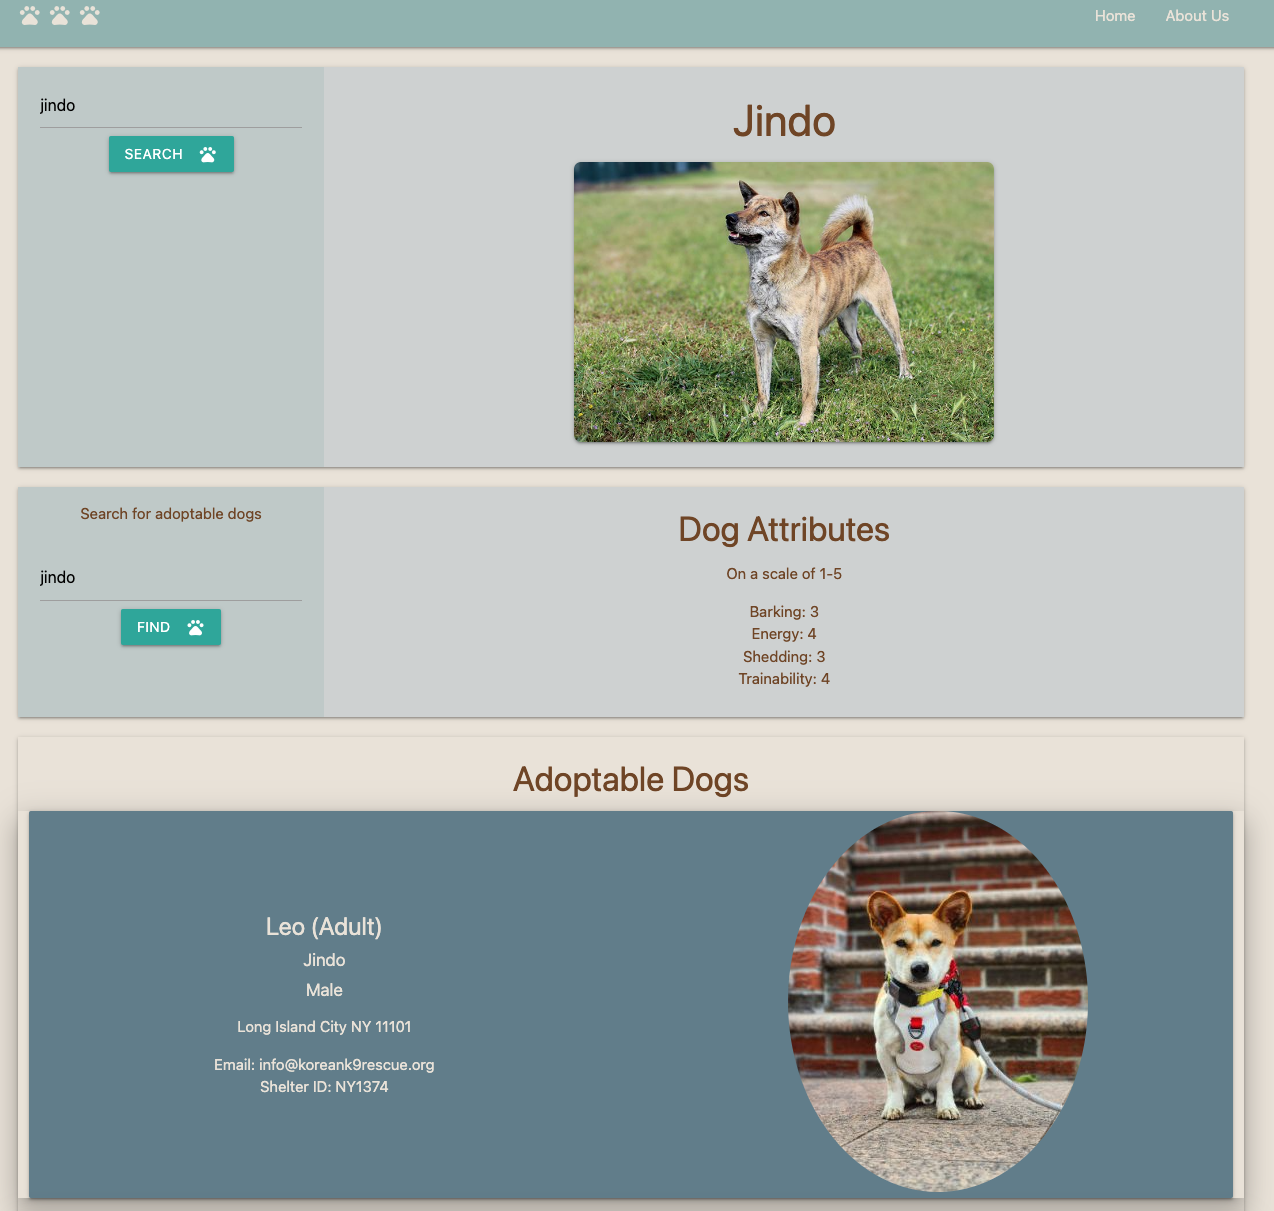 Home About Us
jindo
SEARCH
Jindo
Search for adoptable dogs
jindo
FIND
Dog Attributes
On a scale of 1-5
Barking: 3
Energy: 4
Shedding: 3
Trainability: 4
Adoptable Dogs
Leo (Adult)
Jindo
Male
Long Island City NY 11101
Email: info@koreank9rescue.org
Shelter ID: NY1374